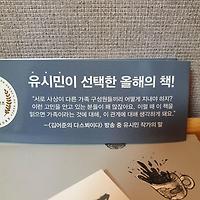 유시민이 선택한 올해의 책!
"서로 사상이 다른 가족 구성원들끼리 어떻게 지내야 하지?
이런 고민을 안고 있는 분들이 꽤 많잖아요. 이럴 때 이 책을
읽으면 가족이라는 것에 대해, 이 관계에 대해 생각하게 돼요."
–〈김어준의 다스뵈이다〉 방송 중 유시민 작가의 말